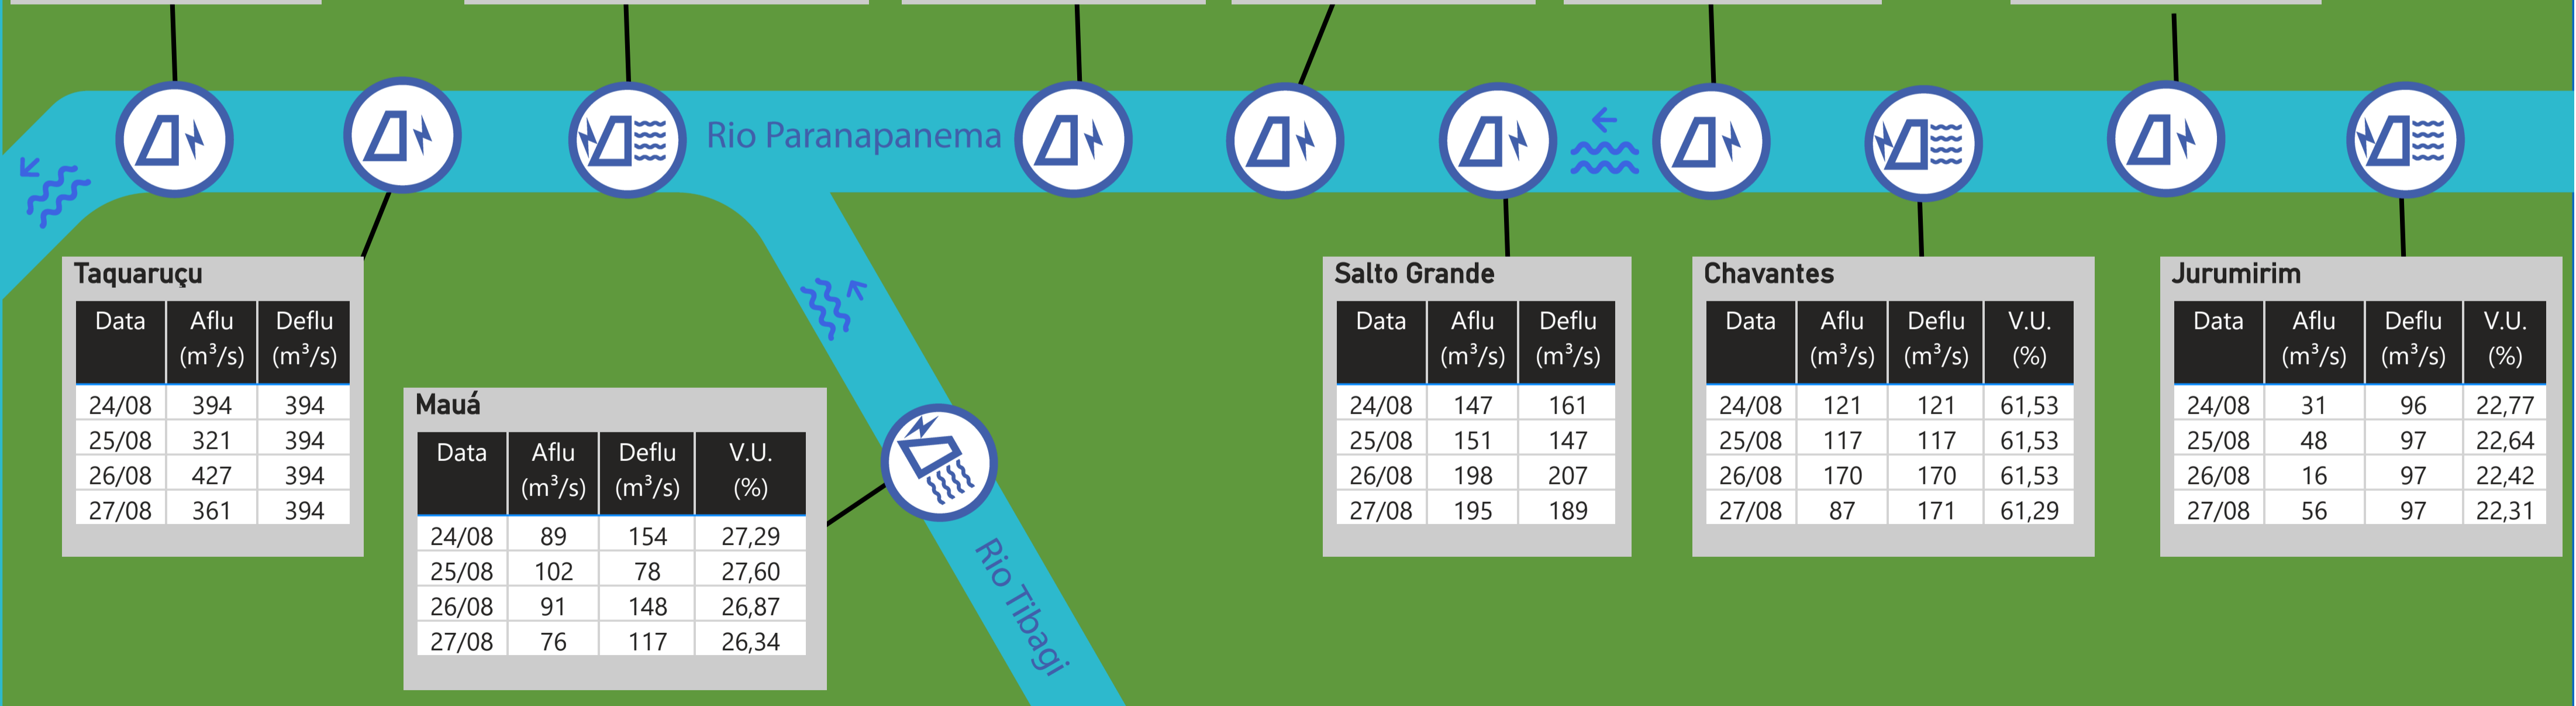 Rio Paranapanema
Taquaruçu
Data Aflu Deflu
(m³/s) (m³/s)
24/08 394 394
25/08 321 394
26/08 427 394
27/08 361 394
Mauá
Data Aflu Deflu V.U.
(m³/s) (m³/s) (%)
24/08 89 154 27,29
25/08 102 78 27,60
26/08 91 148 26,87
27/08 76 117 26,34
Rio Tibagi
Salto Grande
Data Aflu Deflu
(m³/s) (m³/s)
24/08 147 161
25/08 151 147
26/08 198 207
27/08 195 189
Chavantes
Data Aflu Deflu V.U.
(m³/s) (m³/s) (%)
24/08 121 121 61,53
25/08 117 117 61,53
26/08 170 170 61,53
27/08 87 171 61,29
Jurumirim
Data Aflu Deflu V.U.
(m³/s) (m³/s) (%)
24/08 31 96 22,77
25/08 48 97 22,64
26/08 16 97 22,42
27/08 56 97 22,31